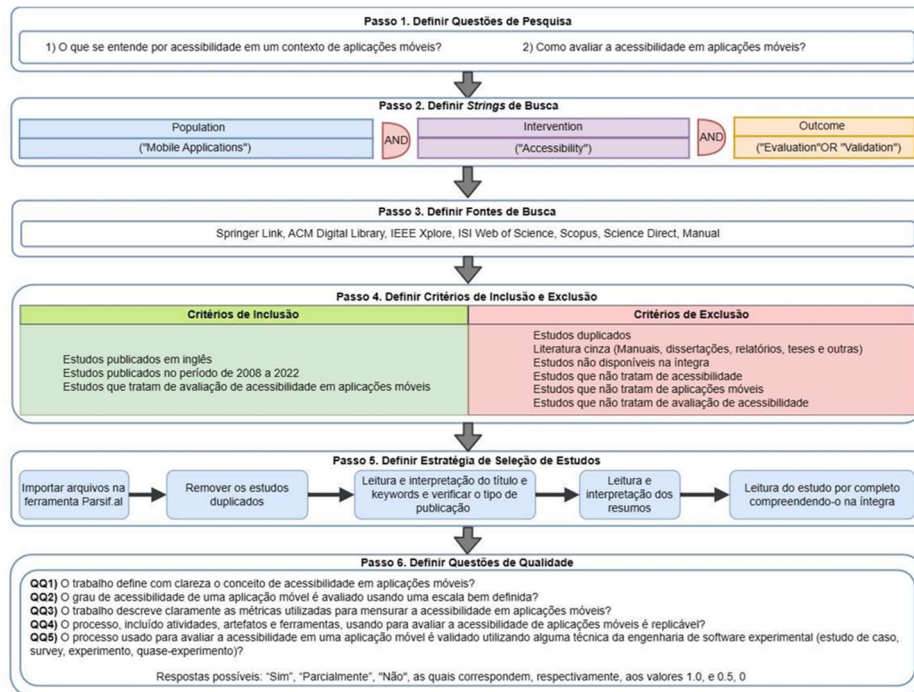 Passo 1. Definir Questões de Pesquisa
1) O que se entende por acessibilidade em um contexto de aplicações móveis?
2) Como avaliar a acessibilidade em aplicações móveis?
Passo 2. Definir Strings de Busca
Population
("Mobile Applications")
AND
Intervention
("Accessibility")
AND
Outcome
("Evaluation"OR "Validation")
Passo 3. Definir Fontes de Busca
Springer Link, ACM Digital Library, IEEE Xplore, ISI Web of Science, Scopus, Science Direct, Manual
Passo 4. Definir Critérios de Inclusão e Exclusão
Critérios de Inclusão
Estudos publicados em inglês
Estudos publicados no período de 2008 a 2022
Estudos que tratam de avaliação de acessibilidade em aplicações móveis
Critérios de Exclusão
Estudos duplicados
Literatura cinza (Manuais, dissertações, relatórios, teses e outras)
Estudos não disponíveis na íntegra
Estudos que não tratam de acessibilidade
Estudos que não tratam de aplicações móveis
Estudos que não tratam de avaliação de acessibilidade
Passo 5. Definir Estratégia de Seleção de Estudos
Importar arquivos na
ferramenta Parsif.al
Remover os estudos
duplicados
Leitura e interpretação do título e
keywords e verificar o tipo de
publicação
Leitura e
interpretação dos
resumos
Leitura do estudo por completo
compreendendo-o na íntegra
Passo 6. Definir Questões de Qualidade
QQ1) O trabalho define com clareza o conceito de acessibilidade em aplicações móveis?
QQ2) O grau de acessibilidade de uma aplicação móvel é avaliado usando uma escala bem definida?
QQ3) O trabalho descreve claramente as métricas utilizadas para mensurar a acessibilidade em aplicações móveis?
QQ4) O processo, incluído atividades, artefatos e ferramentas, usando para avaliar a acessibilidade de aplicações móveis é replicável?
QQ5) O processo usado para avaliar a acessibilidade em uma aplicação móvel é validado utilizando alguma técnica da engenharia de software experimental (estudo de caso,
survey, experimento, quase-experimento)?
Respostas possíveis: "Sim", "Parcialmente", "Não", as quais correspondem, respectivamente, aos valores 1.0, e 0.5, 0